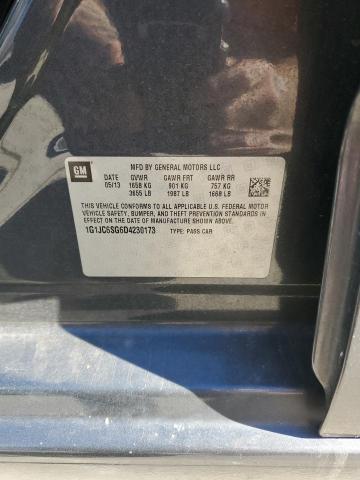 GM
MFD BY GENERAL MOTORS LLC
DATE GVWR GAWR FRT GAWR RR
05/13 1658 KG 901 KG 757 KG
3655 LB 1987 LB 1668 LB
THIS VEHICLE CONFORMS TO ALL APPLICABLE U.S. FEDERAL MOTOR
VEHICLE SAFETY, BUMPER, AND THEFT PREVENTION STANDARDS IN
EFFECT ON THE DATE OF MANUFACTURE SHOWN ABOVE.
1G1JC6SG6D4230173 TYPE: PASS CAR